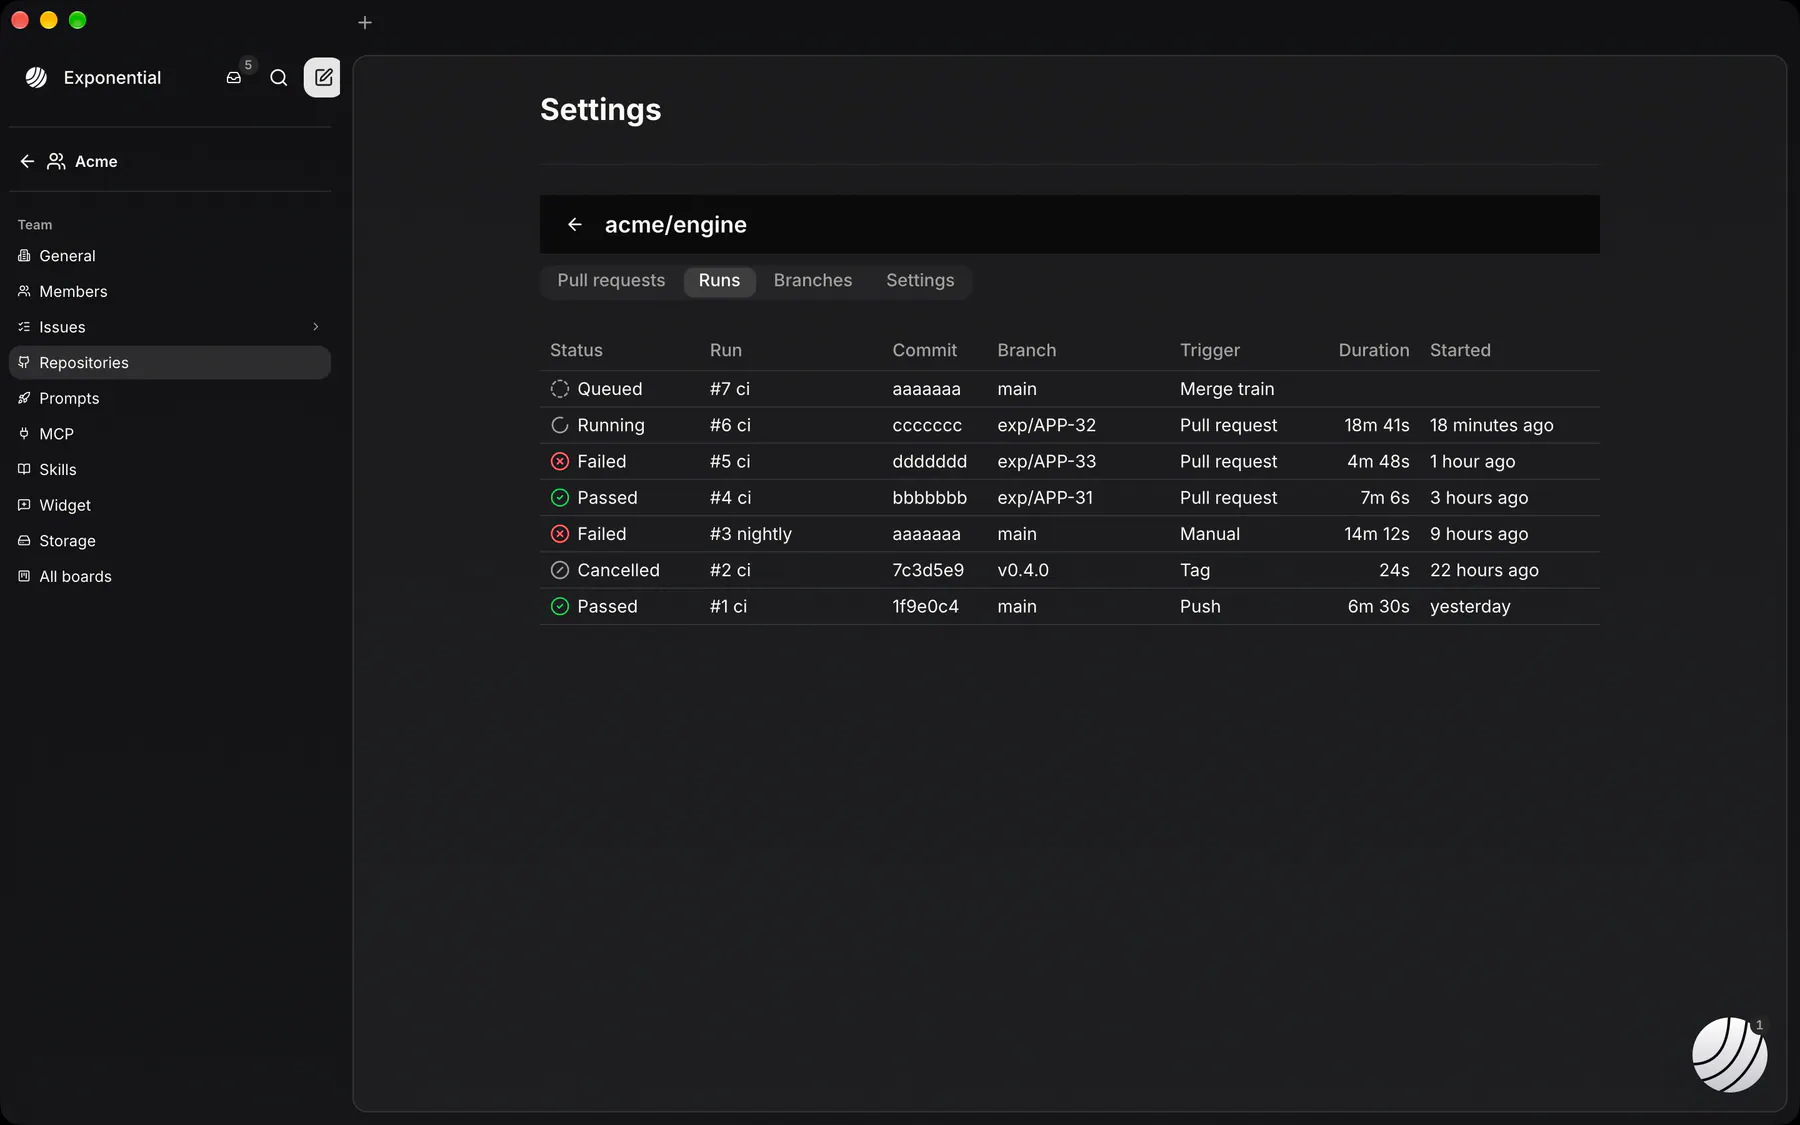 Exponential
5
Acme
Team
General
Members
Issues
Repositories
Prompts
MCP
Skills
Widget
Storage
All boards
Settings
acme/engine
Pull requests Runs Branches Settings
Status Run Commit Branch Trigger Duration Started
Queued #7 ci aaaaaaa main Merge train
Running #6 ci ccccccc exp/APP-32 Pull request 18m 41s 18 minutes ago
Failed #5 ci ddddddd exp/APP-33 Pull request 4m 48s 1 hour ago
Passed #4 ci bbbbbbb exp/APP-31 Pull request 7m 6s 3 hours ago
Failed #3 nightly aaaaaaa main Manual 14m 12s 9 hours ago
Cancelled #2 ci 7c3d5e9 v0.4.0 Tag 24s 22 hours ago
Passed #1 ci 1f9e0c4 main Push 6m 30s yesterday
1